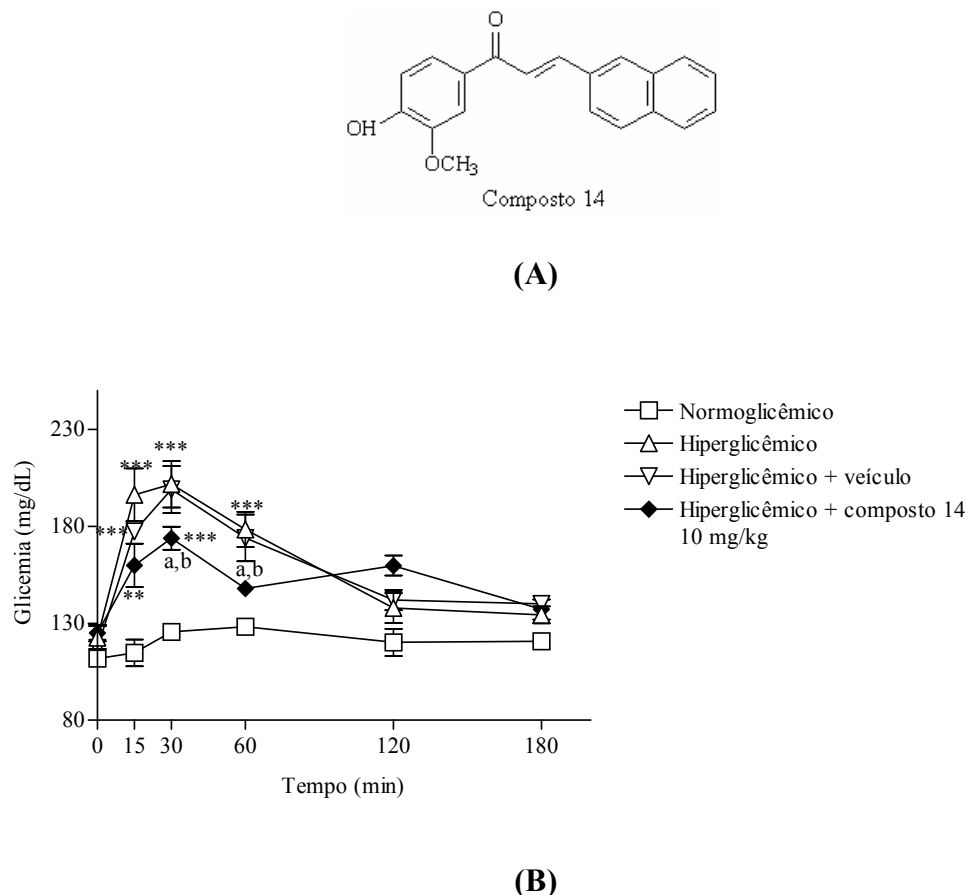 O
OH
OCH3
Composto 14
(A)
Normoglicêmico
Hiperglicêmico
Hiperglicêmico + veículo
Hiperglicêmico + composto 14
10 mg/kg
Glicemia (mg/dL)
230
180
130
80
***
***
***
***
***
a,b
a,b
**
0 15 30 60 120 180
Tempo (min)
(B)